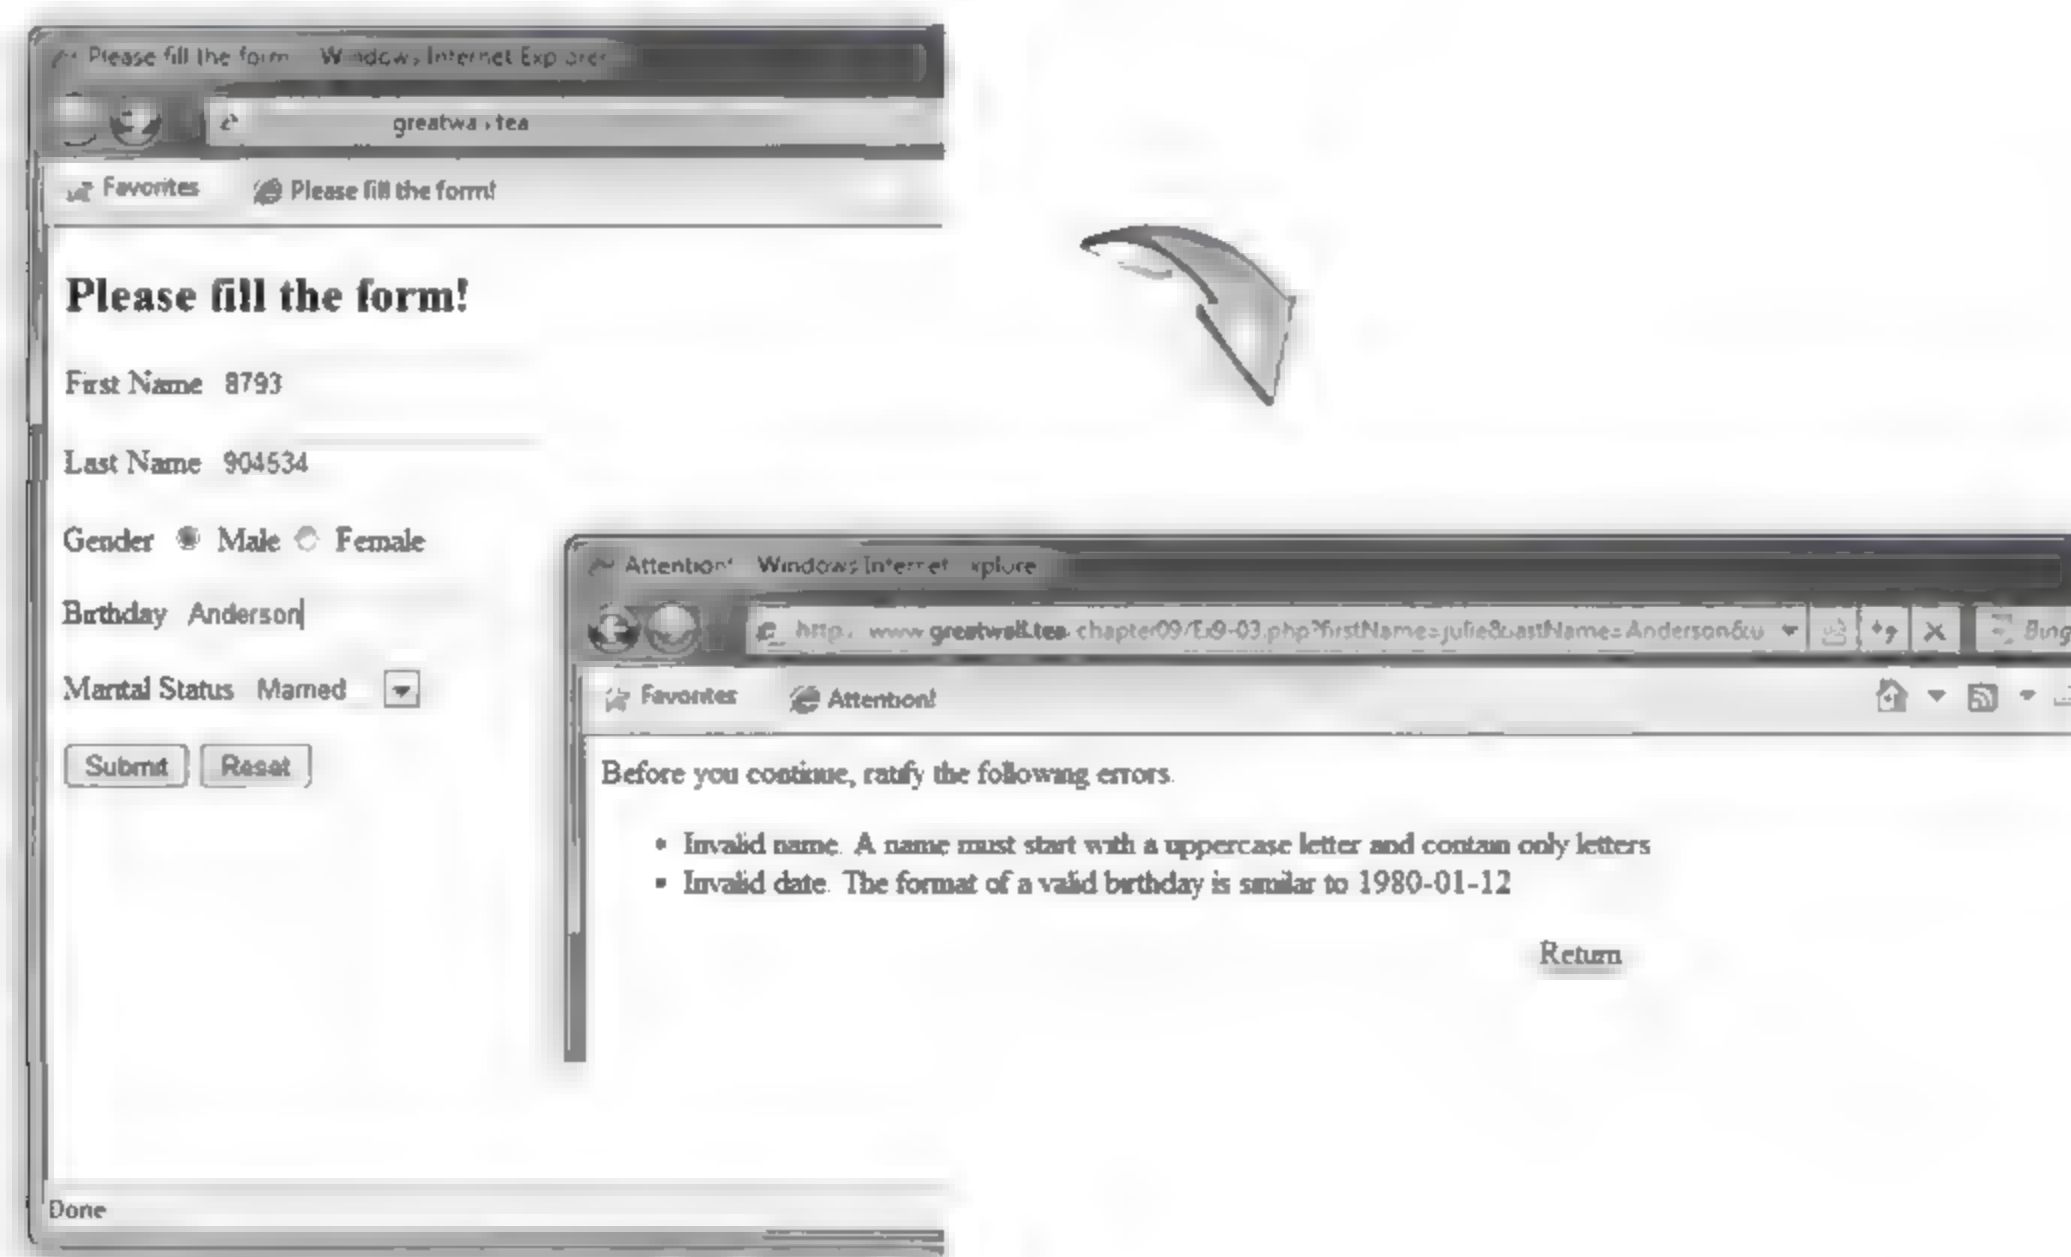 Please fill the form Windows Internet Explorer
tea
Favorites Please fill the form!
Please fill the form!
First Name 8793
Last Name 904534
Gender Male Female
Birthday Anderson
Marital Status Married
Submit Reset
Done
Attention! Windows Internet
www.greatwall.tea chapter09/Ex9-03.php?firstName=julie&lastName=Anderson&
Bing
Favorites Attention!
Before you continue, ratify the following errors.
• Invalid name. A name must start with a uppercase letter and contain only letters
• Invalid date. The format of a valid birthday is similar to 1980-01-12
Return